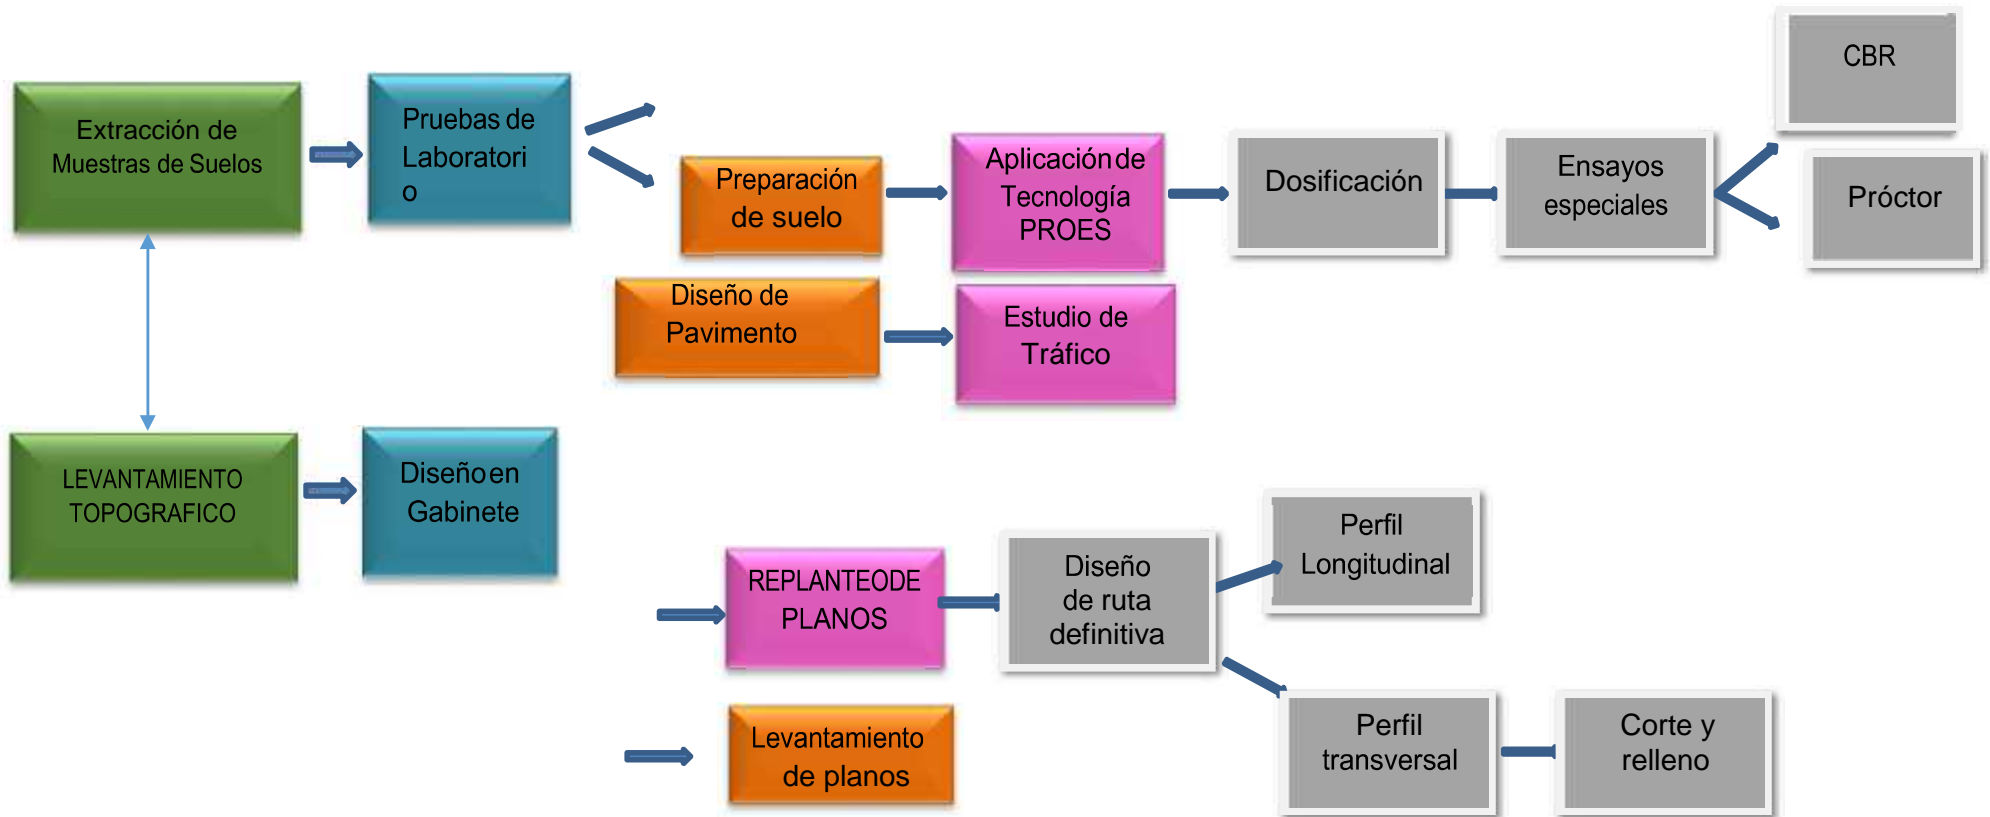 Extracción de
Muestras de Suelos
Pruebas de
Laboratori
o
Preparación
de suelo
Aplicación de
Tecnología
PROES
Dosificación
Ensayos
especiales
CBR
Próctor
Diseño de
Pavimento
Estudio de
Tráfico
LEVANTAMIENTO
TOPOGRAFICO
Diseño en
Gabinete
REPLANTEODE
PLANOS
Diseño
de ruta
definitiva
Perfil
Longitudinal
Levantamiento
de planos
Perfil
transversal
Corte y
relleno